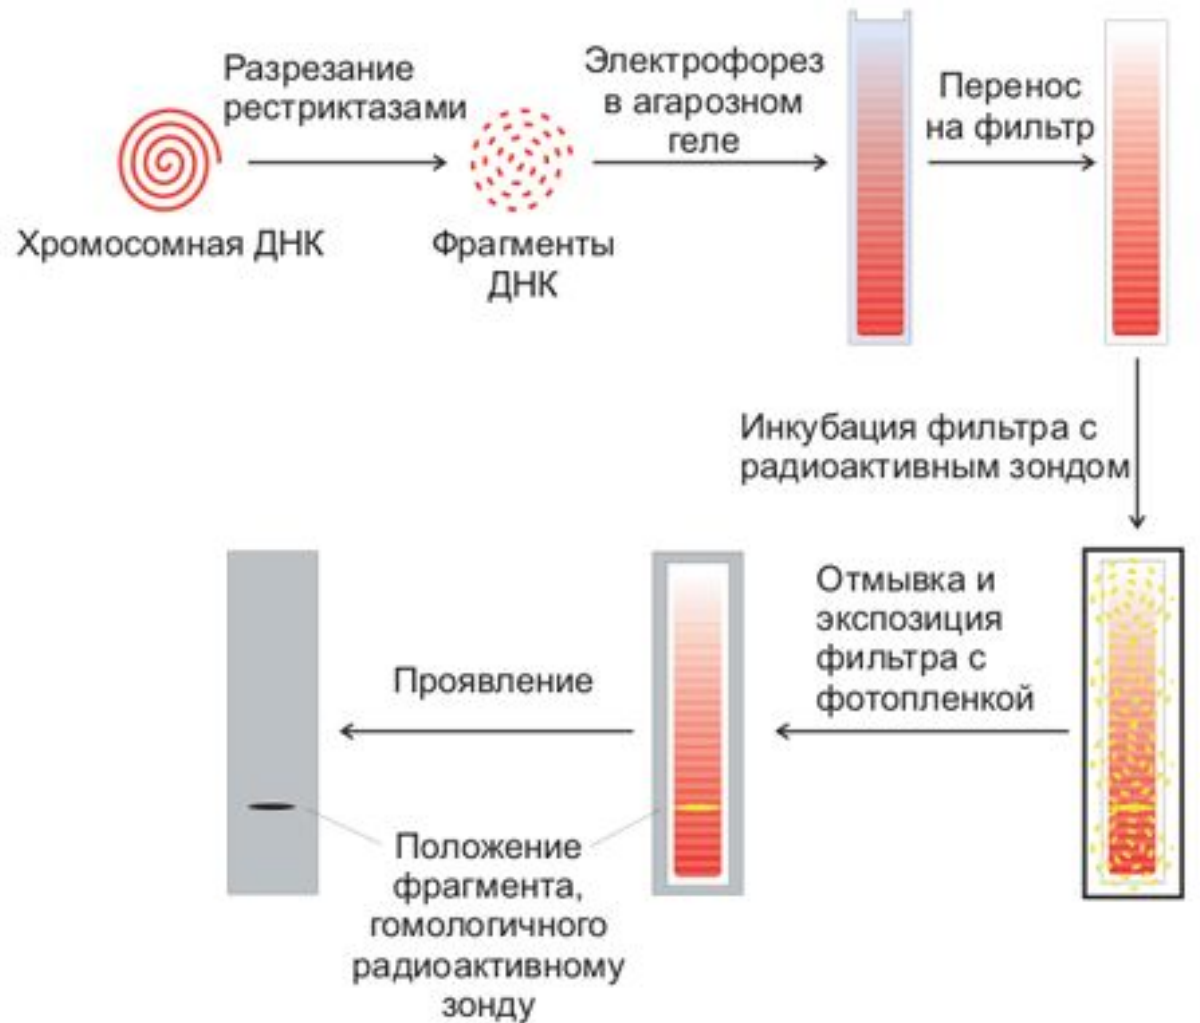 Разрезание
рестриктазами
Электрофорез
в агарозном
геле
Перенос
на фильтр
Хромосомная ДНК
Фрагменты
ДНК
Инкубация фильтра с
радиоактивным зондом
Отмывка и
экспозиция
фильтра с
фотопленкой
Проявление
Положение
фрагмента,
гомологичного
радиоактивному
зонду